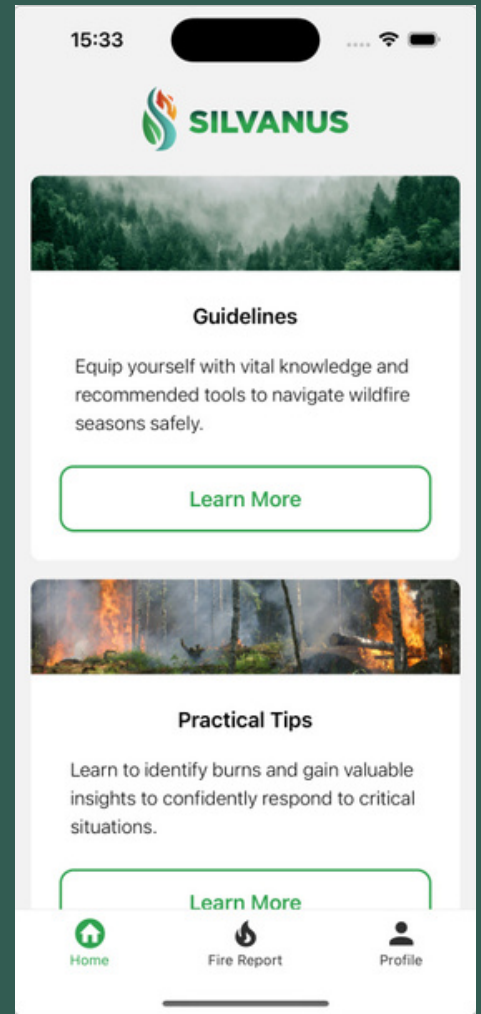 15:33
SILVANUS
Guidelines
Equip yourself with vital knowledge and
recommended tools to navigate wildfire
seasons safely.
Learn More
Practical Tips
Learn to identify burns and gain valuable
insights to confidently respond to critical
situations.
Learn More
Home Fire Report Profile